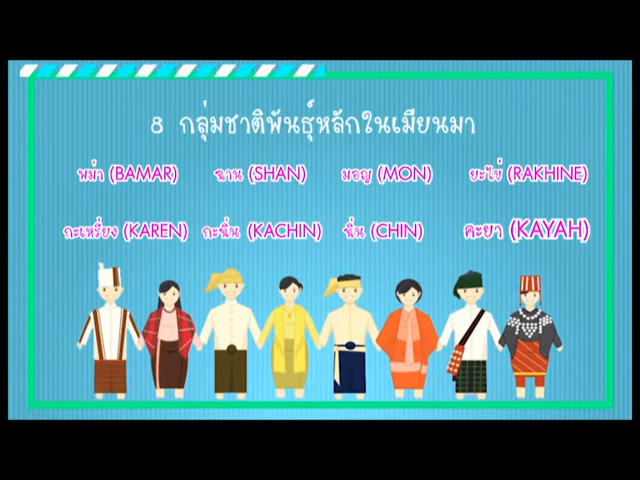 8 กลุ่มชาติพันธุ์หลักในเมียนมา
พม่า (BAMAR) ฉาน (SHAN) มอญ (MON) ยะไข่ (RAKHINE)
กะเหรี่ยง (KAREN) กะฉิ่น (KACHIN) ฉิ่น (CHIN) คะยา (KAYAH)